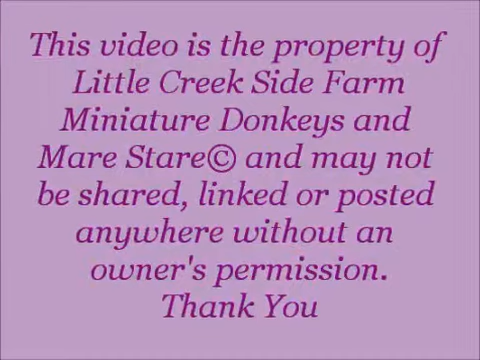 This video is the property of
Little Creek Side Farm
Miniature Donkeys and
Mare Stare© and may not
be shared, linked or posted
anywhere without an
owner's permission.
Thank You